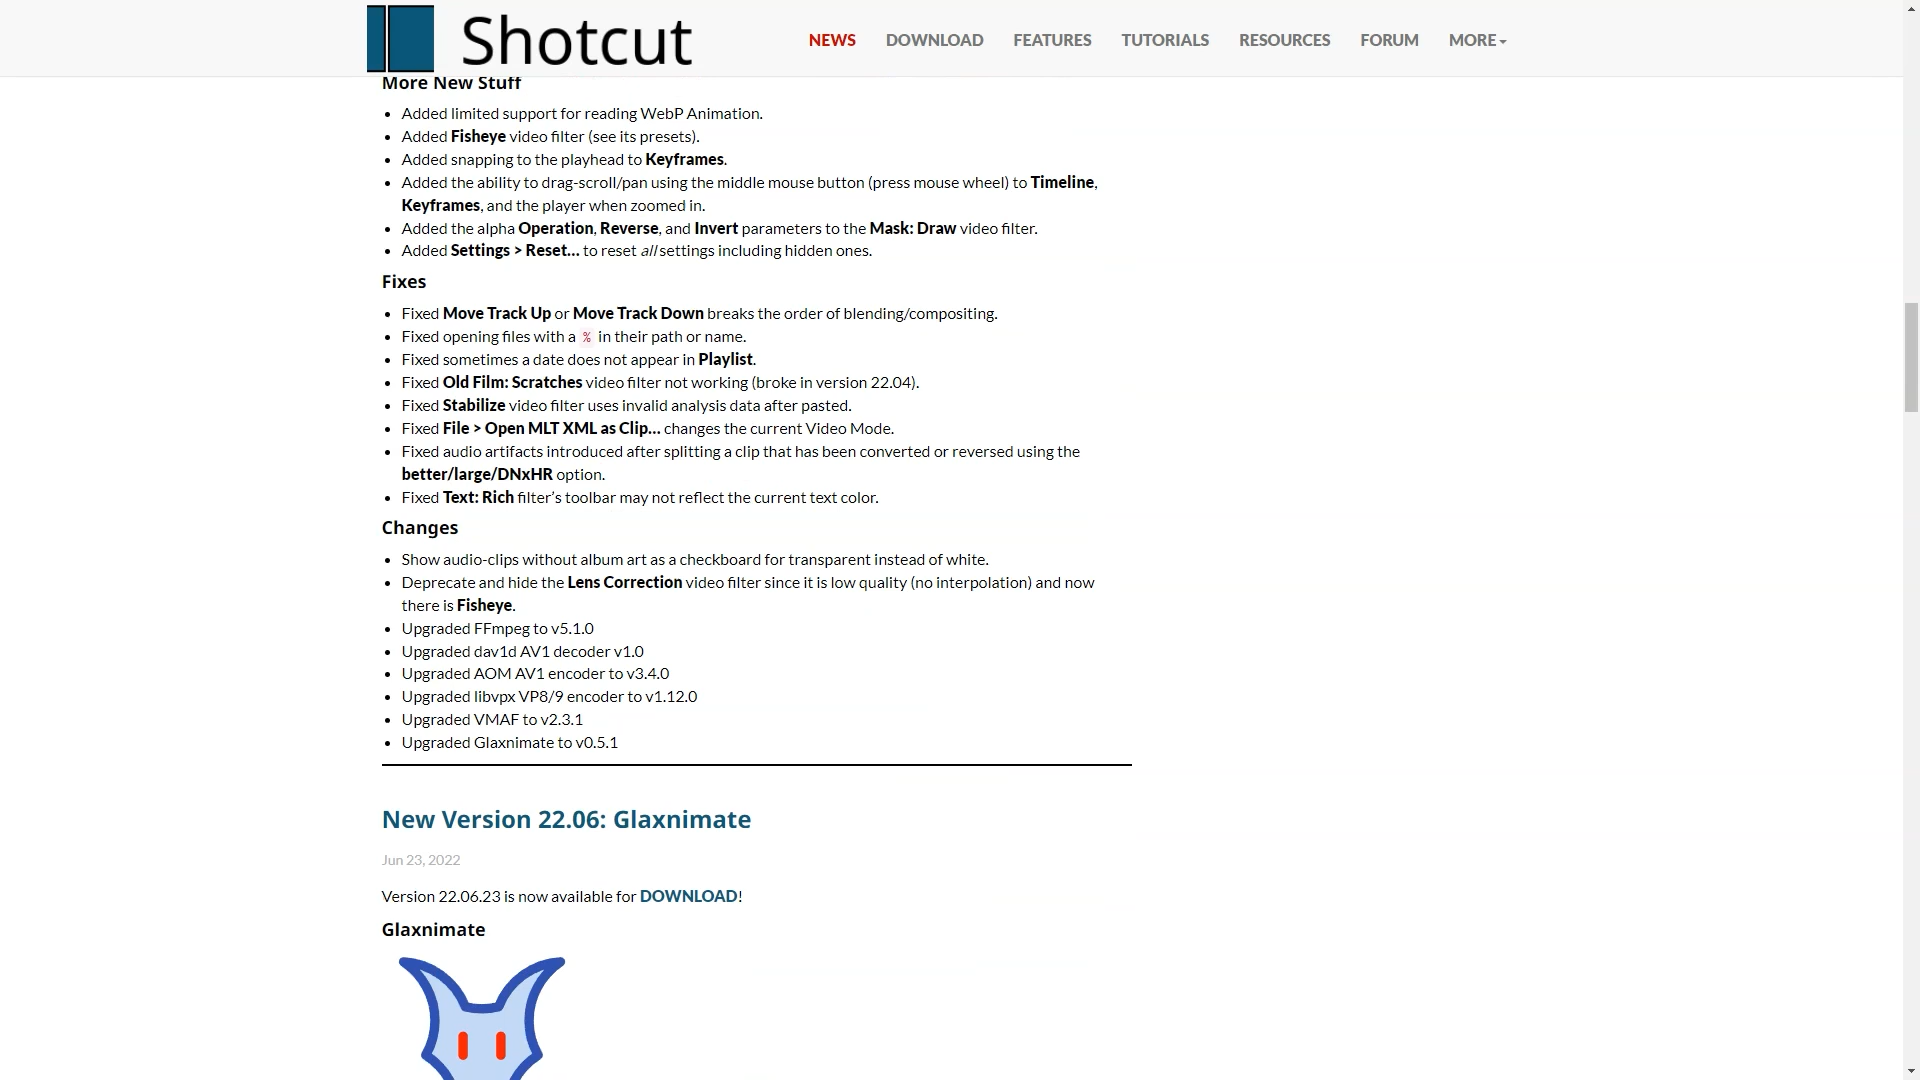 Shotcut
NEWS DOWNLOAD FEATURES TUTORIALS RESOURCES FORUM MORE
More New Stuff
• Added limited support for reading WebP Animation.
• Added Fisheye video filter (see its presets).
• Added snapping to the playhead to Keyframes.
• Added the ability to drag-scroll/pan using the middle mouse button (press mouse wheel) to Timeline,
Keyframes, and the player when zoomed in.
• Added the alpha Operation, Reverse, and Invert parameters to the Mask: Draw video filter.
• Added Settings > Reset... to reset all settings including hidden ones.
Fixes
• Fixed Move Track Up or Move Track Down breaks the order of blending/compositing.
• Fixed opening files with a % in their path or name.
• Fixed sometimes a date does not appear in Playlist.
• Fixed Old Film: Scratches video filter not working (broke in version 22.04).
• Fixed Stabilize video filter uses invalid analysis data after pasted.
• Fixed File > Open MLT XML as Clip... changes the current Video Mode.
• Fixed audio artifacts introduced after splitting a clip that has been converted or reversed using the
better/large/DNxHR option.
• Fixed Text: Rich filter’s toolbar may not reflect the current text color.
Changes
• Show audio-clips without album art as a checkboard for transparent instead of white.
• Deprecate and hide the Lens Correction video filter since it is low quality (no interpolation) and now
there is Fisheye.
• Upgraded FFmpeg to v5.1.0
• Upgraded dav1d AV1 decoder v1.0
• Upgraded AOM AV1 encoder to v3.4.0
• Upgraded libvpx VP8/9 encoder to v1.12.0
• Upgraded VMAF to v2.3.1
• Upgraded Glaxnimate to v0.5.1
New Version 22.06: Glaxnimate
Jun 23, 2022
Version 22.06.23 is now available for DOWNLOAD!
Glaxnimate